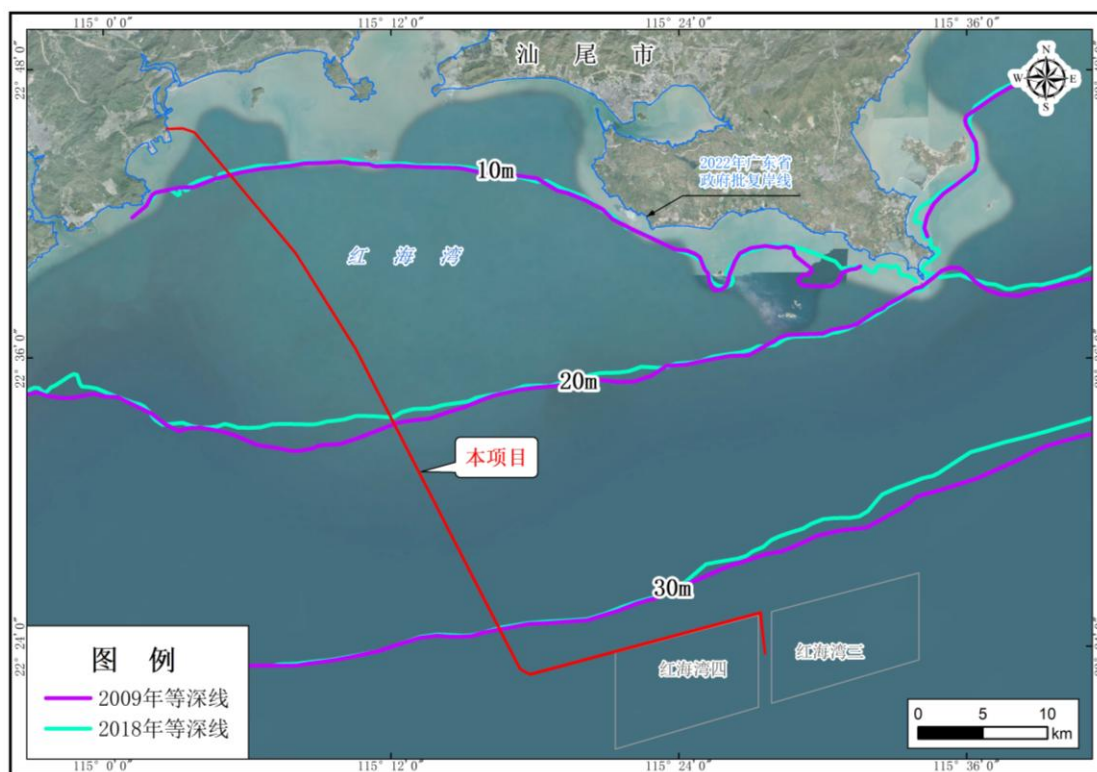 115° 0′0″
115° 12′0″
115° 24′0″
115° 36′0″
汕 尾 市
N
W E
S
22° 48′0″
2022年广东省
政府批复岸线
10m
红 海 湾
22° 36′0″
20m
本项目
30m
22° 24′0″
红海湾四
红海湾三
图 例
2009年等深线
2018年等深线
0 5 10
km
115° 0′0″
115° 12′0″
115° 24′0″
115° 36′0″